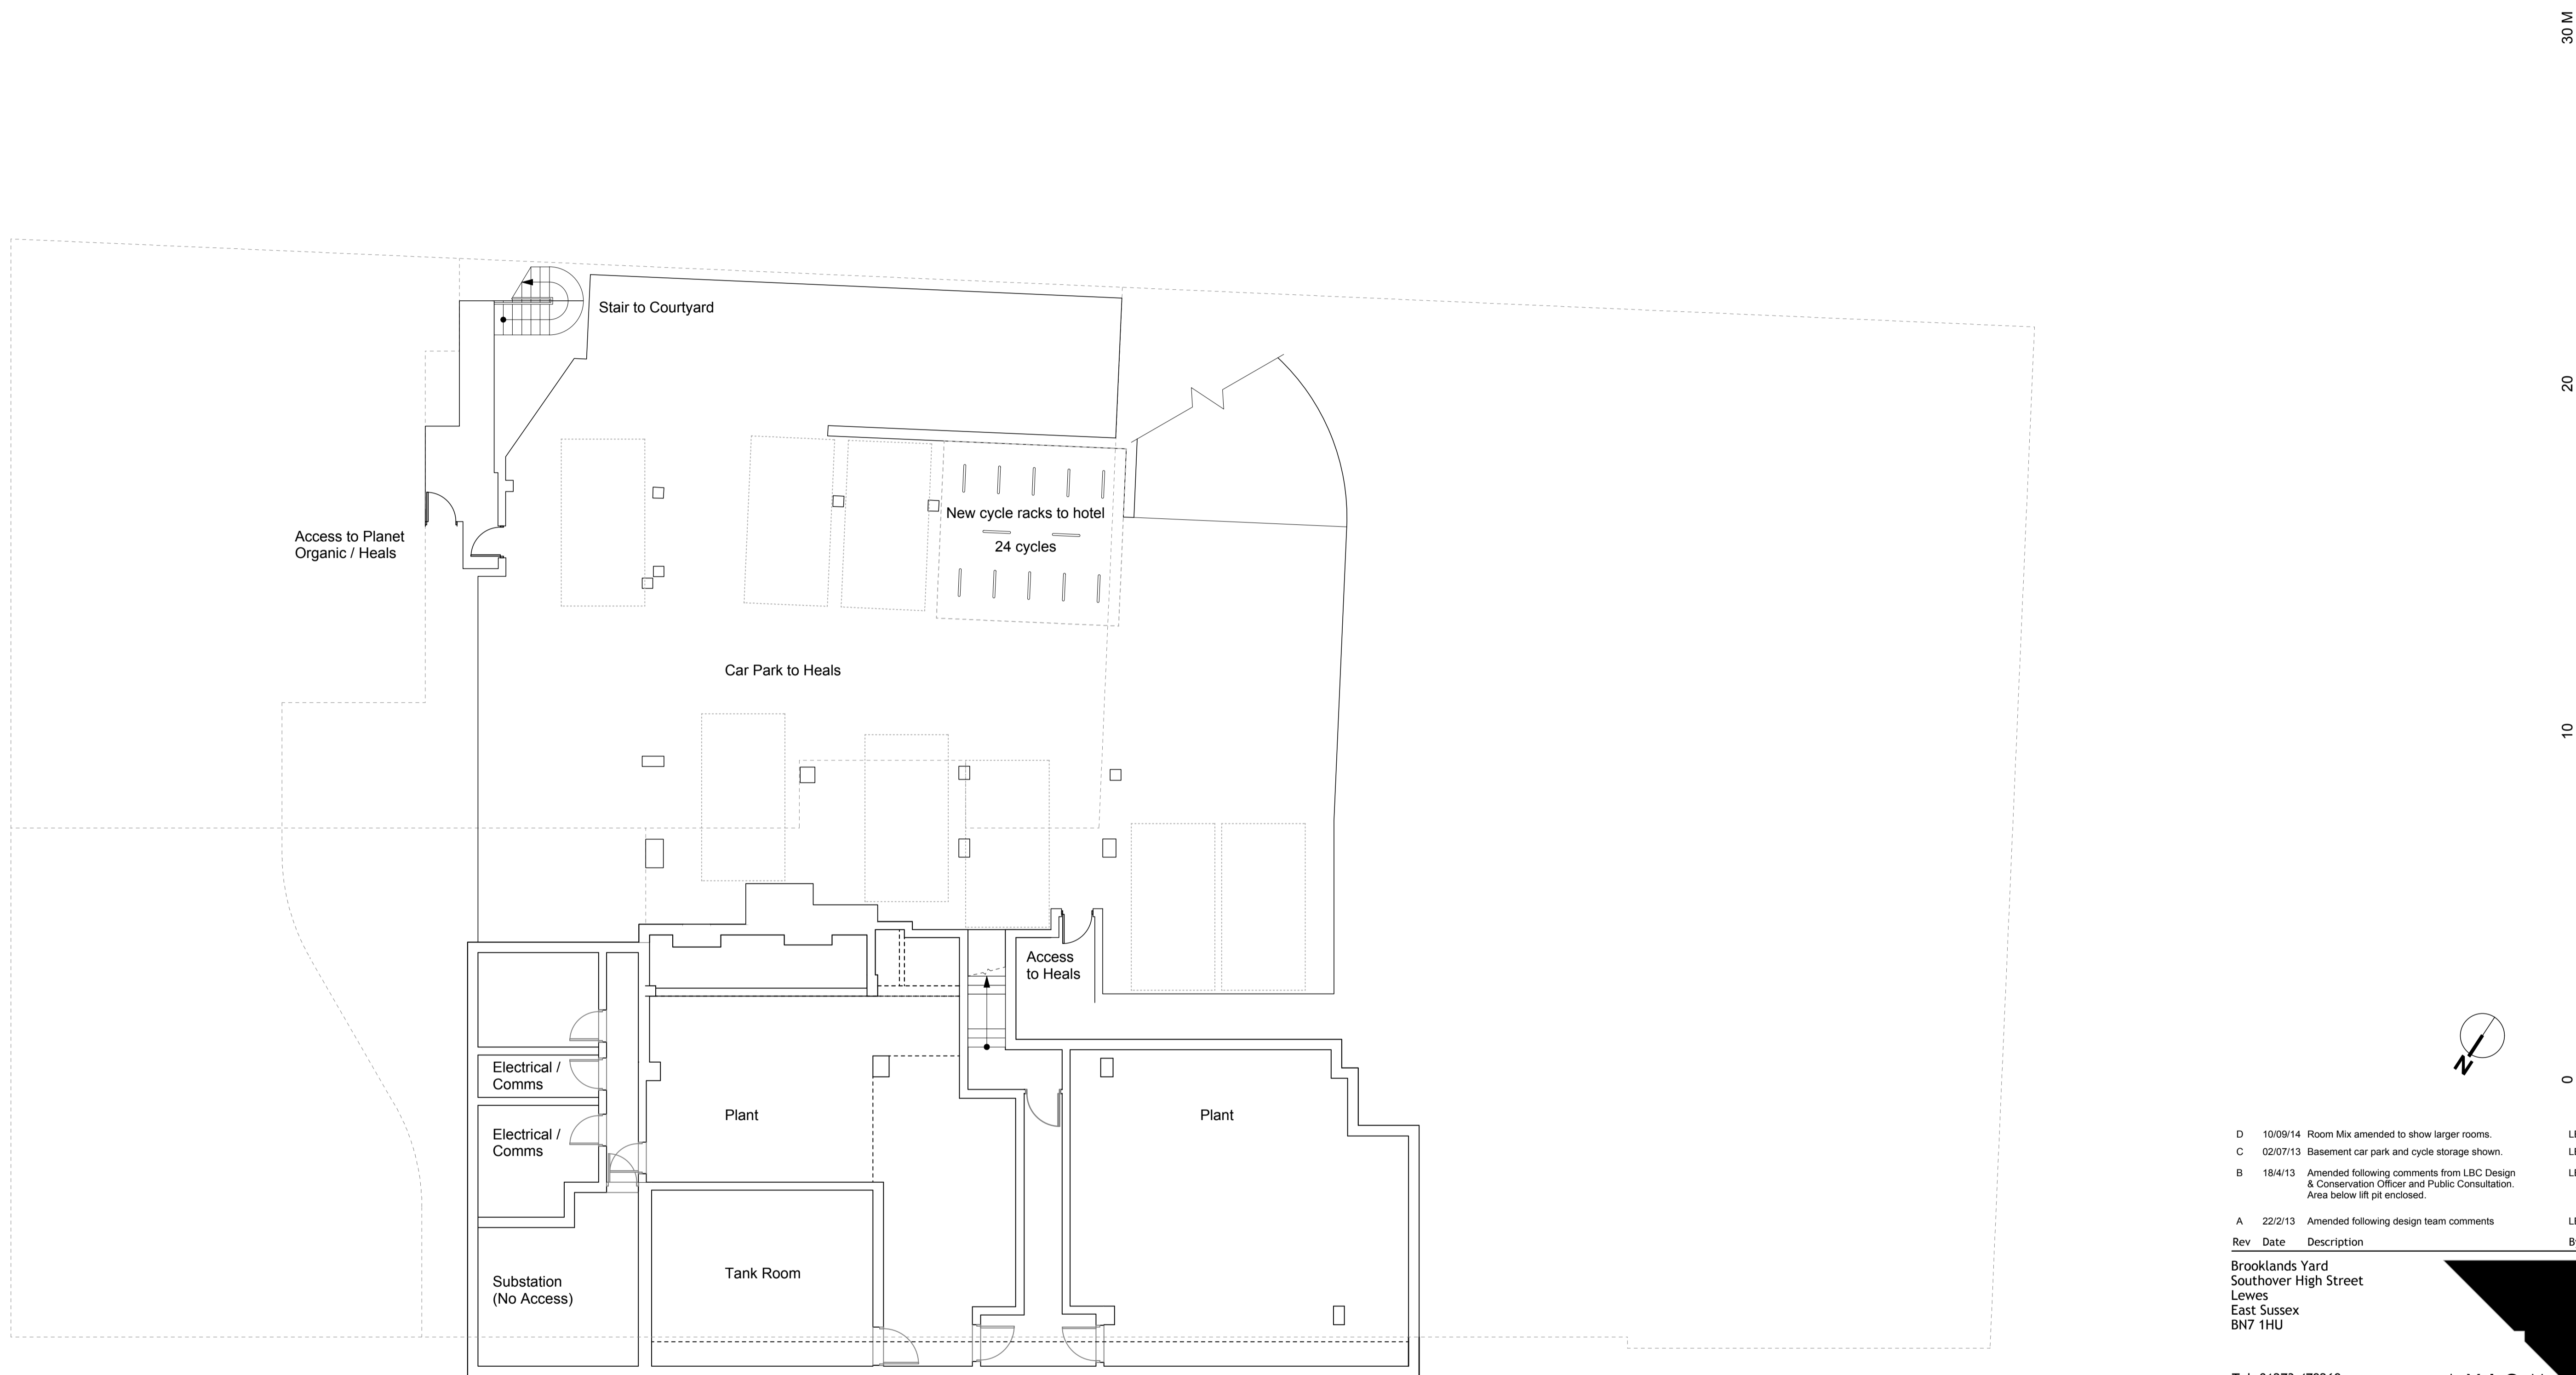 30 M
Stair to Courtyard
20
New cycle racks to hotel
24 cycles
Access to Planet
Organic / Heals
Car Park to Heals
10
Access
to Heals
N
0
Electrical /
Comms
Plant
Plant
Electrical /
Comms
Tank Room
Substation
(No Access)
D 10/09/14 Room Mix amended to show larger rooms.
C 02/07/13 Basement car park and cycle storage shown.
B 18/4/13 Amended following comments from LBC Design
& Conservation Officer and Public Consultation.
Area below lift pit enclosed.
A 22/2/13 Amended following design team comments
Rev Date Description
Brooklands Yard
Southover High Street
Lewes
East Sussex
BN7 1HU